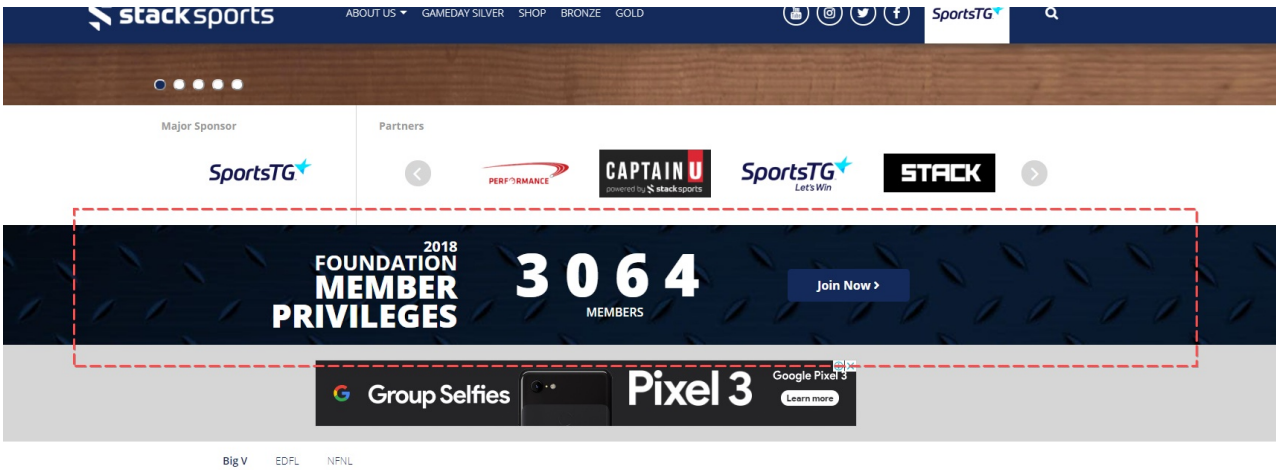 stacksports
ABOUT US GAMEDAY SILVER SHOP BRONZE GOLD
SportsTG
Major Sponsor
Partners
SportsTG
PERFORMANCE
CAPTAIN U
powered by stacksports
SportsTG
Let's Win
STACK
2018
FOUNDATION
MEMBER
PRIVILEGES
3064
MEMBERS
Join Now >
G Group Selfies
Pixel 3
Google Pixel 3
Learn more
Big V EDFL NFNL